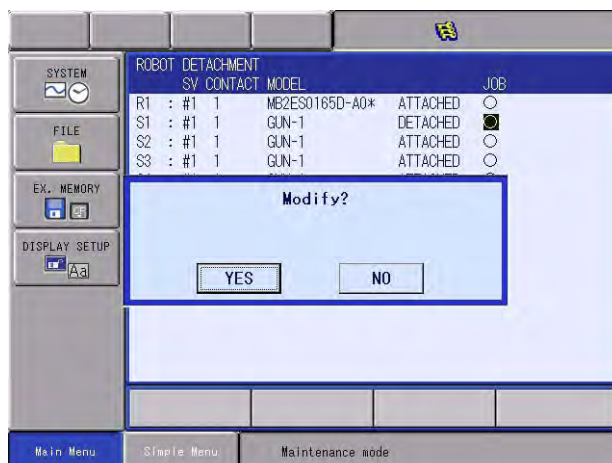 ROBOT DETACHMENT
SV CONTACT MODEL JOB
SYSTEM
R1 : #1 1 MB2ES0165D-A0* ATTACHED ○
S1 : #1 1 GUN-1 DETACHED ○
FILE
S2 : #1 1 GUN-1 ATTACHED ○
S3 : #1 1 GUN-1 ATTACHED ○
EX. MEMORY
CF
Modify?
DISPLAY SETUP
Aa
YES NO
Main Menu Simple Menu Maintenance mode